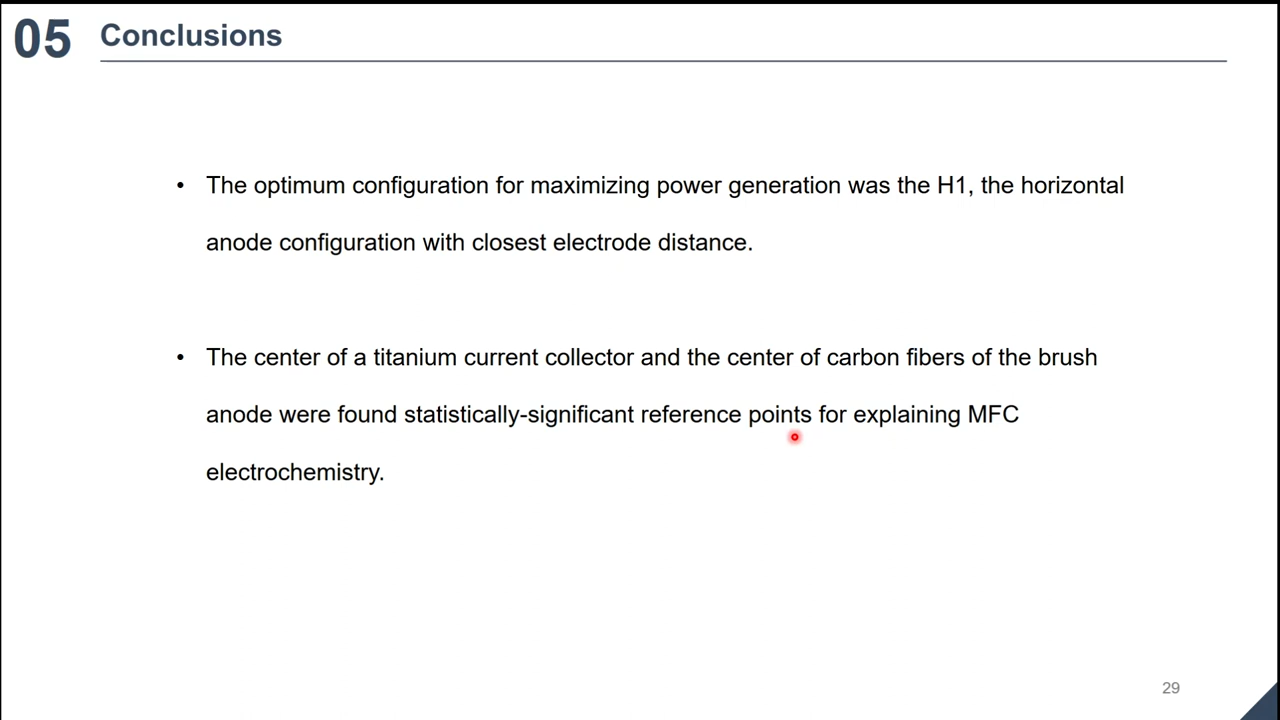 05 Conclusions
• The optimum configuration for maximizing power generation was the H1, the horizontal
anode configuration with closest electrode distance.
• The center of a titanium current collector and the center of carbon fibers of the brush
anode were found statistically-significant reference points for explaining MFC
electrochemistry.
29